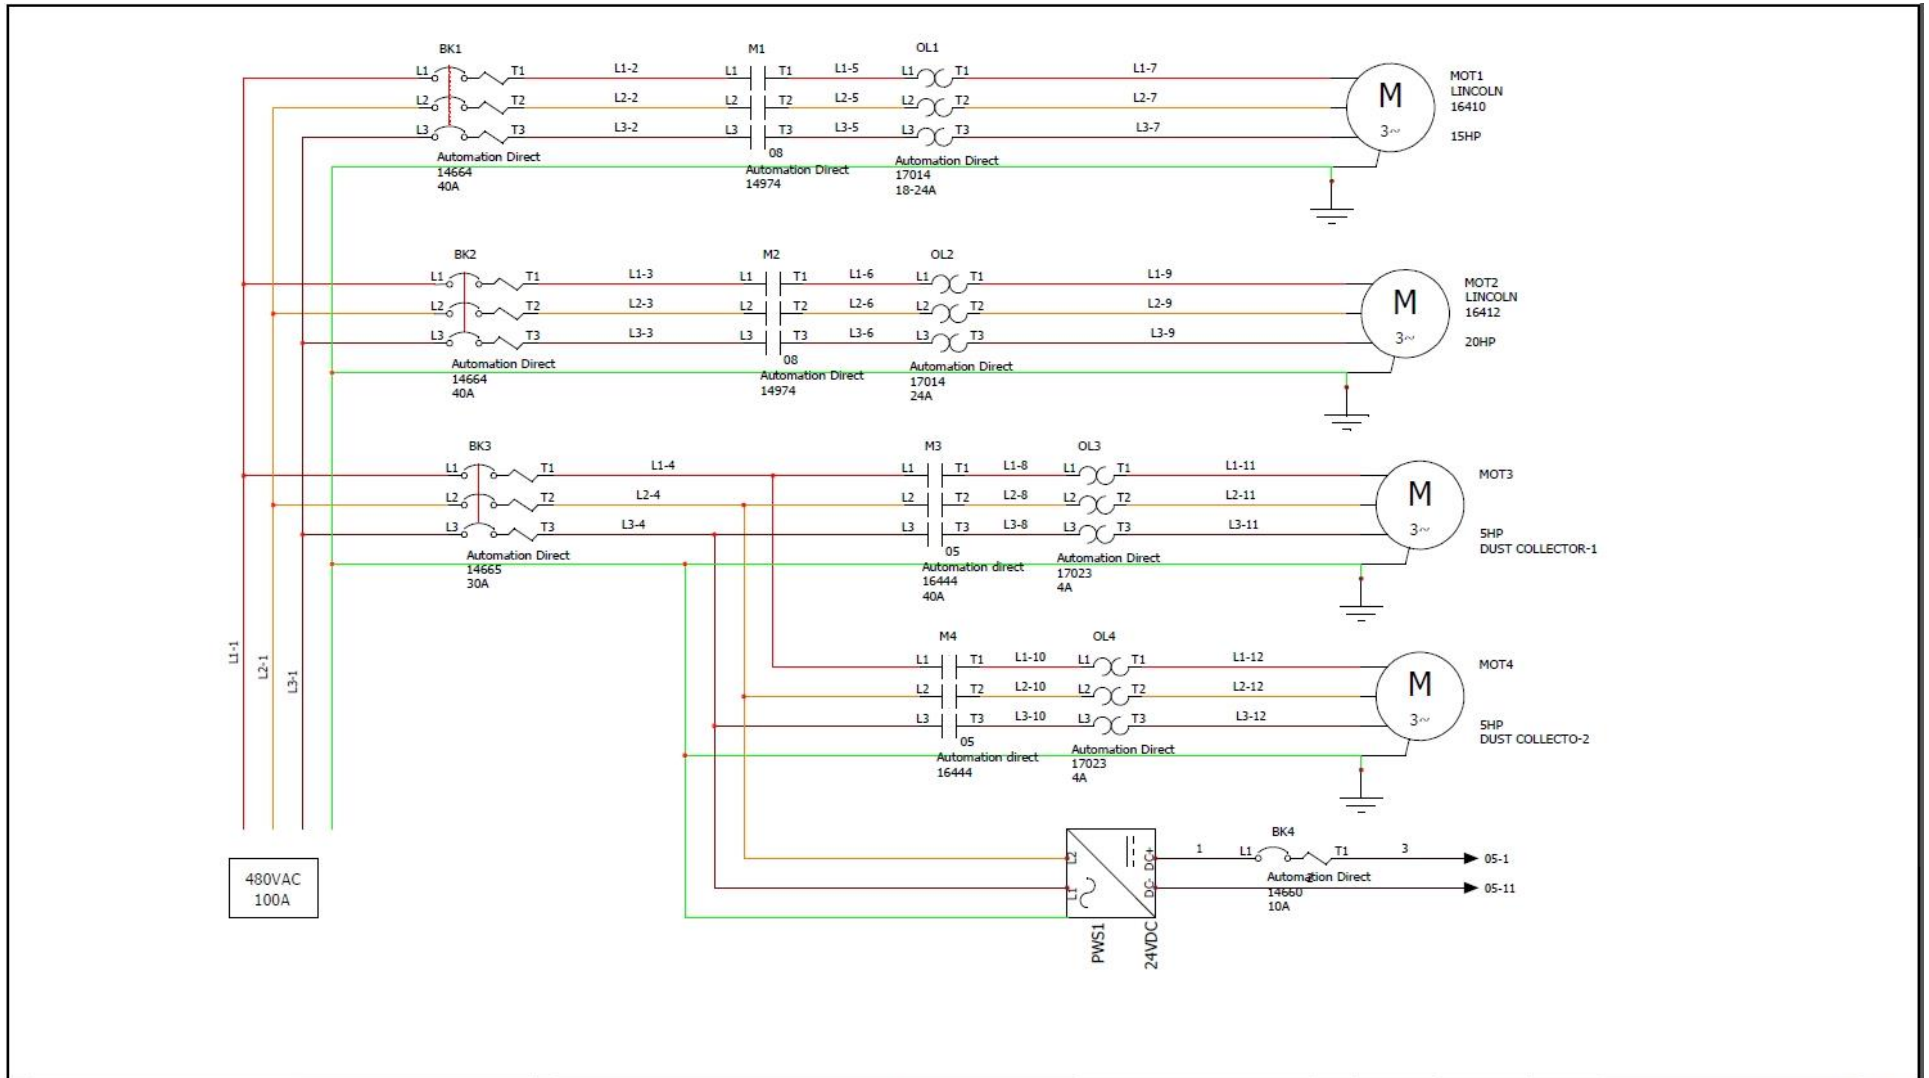 BK1
M1
OL1
L1 T1 L1-2 L1 T1 L1-5 L1 T1 L1-7
L2 T2 L2-2 L2 T2 L2-5 L2 T2 L2-7
L3 T3 L3-2 L3 T3 L3-5 L3 T3 L3-7
M
3~
MOT1
LINCOLN
16410
15HP
Automation Direct
14664
40A
08
Automation Direct
14974
Automation Direct
17014
18-24A
BK2
M2
OL2
L1 T1 L1-3 L1 T1 L1-6 L1 T1 L1-9
L2 T2 L2-3 L2 T2 L2-6 L2 T2 L2-9
L3 T3 L3-3 L3 T3 L3-6 L3 T3 L3-9
M
3~
MOT2
LINCOLN
16412
20HP
Automation Direct
14664
40A
08
Automation Direct
14974
Automation Direct
17014
24A
BK3
M3
OL3
L1 T1 L1-4 L1 T1 L1-8 L1 T1 L1-11
L2 T2 L2-4 L2 T2 L2-8 L2 T2 L2-11
L3 T3 L3-4 L3 T3 L3-8 L3 T3 L3-11
M
3~
MOT3
5HP
DUST COLLECTOR-1
Automation Direct
14665
30A
05
Automation direct
16444
40A
Automation Direct
17023
4A
M4
OL4
L1 T1 L1-10 L1 T1 L1-12
L2 T2 L2-10 L2 T2 L2-12
L3 T3 L3-10 L3 T3 L3-12
M
3~
MOT4
5HP
DUST COLLECTO-2
05
Automation direct
16444
Automation Direct
17023
4A
L1-1
L2-1
L3-1
480VAC
100A
L2
L1
DC+
DC-
PWS1
24VDC
1
BK4
L1 T1
3
05-1
05-11
Automation Direct
2
14660
10A